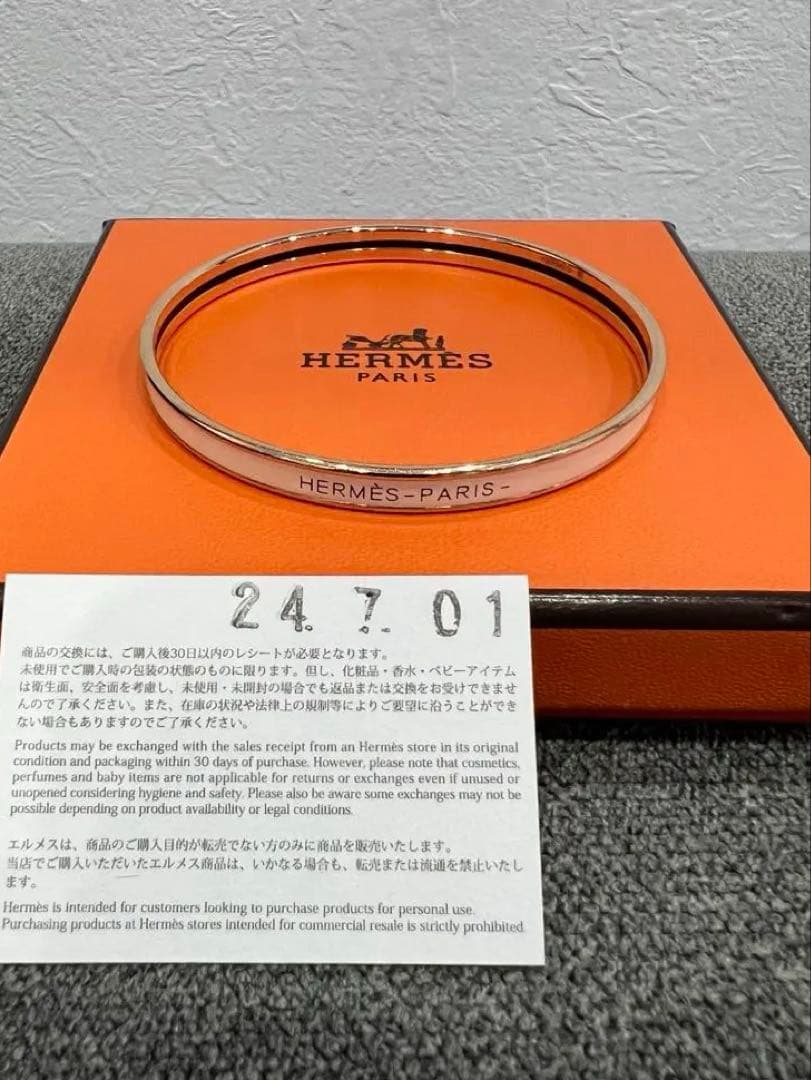 HERMÈS
PARIS
HERMÈS-PARIS-
24. 7. 01
商品の交換には、ご購入後30日以内のレシートが必要となります。
未使用でご購入時の包装の状態のものに限ります。但し、化粧品・香水・ベビーアイテム
は衛生面、安全面を考慮し、未使用・未開封の場合でも返品または交換をお受けできませ
んのでご了承ください。また、在庫の状況や法律上の規制等によりご要望に沿うことができ
ない場合もありますのでご了承ください。
Products may be exchanged with the sales receipt from an Hermès store in its original
condition and packaging within 30 days of purchase. However, please note that cosmetics,
perfumes and baby items are not applicable for returns or exchanges even if unused or
unopened considering hygiene and safety. Please also be aware some exchanges may not be
possible depending on product availability or legal conditions.
エルメスは、商品のご購入目的が転売でない方のみに商品を販売いたします。
当店でご購入いただいたエルメス商品は、いかなる場合も、転売または流通を禁止いたし
ます。
Hermès is intended for customers looking to purchase products for personal use.
Purchasing products at Hermès stores intended for commercial resale is strictly prohibited